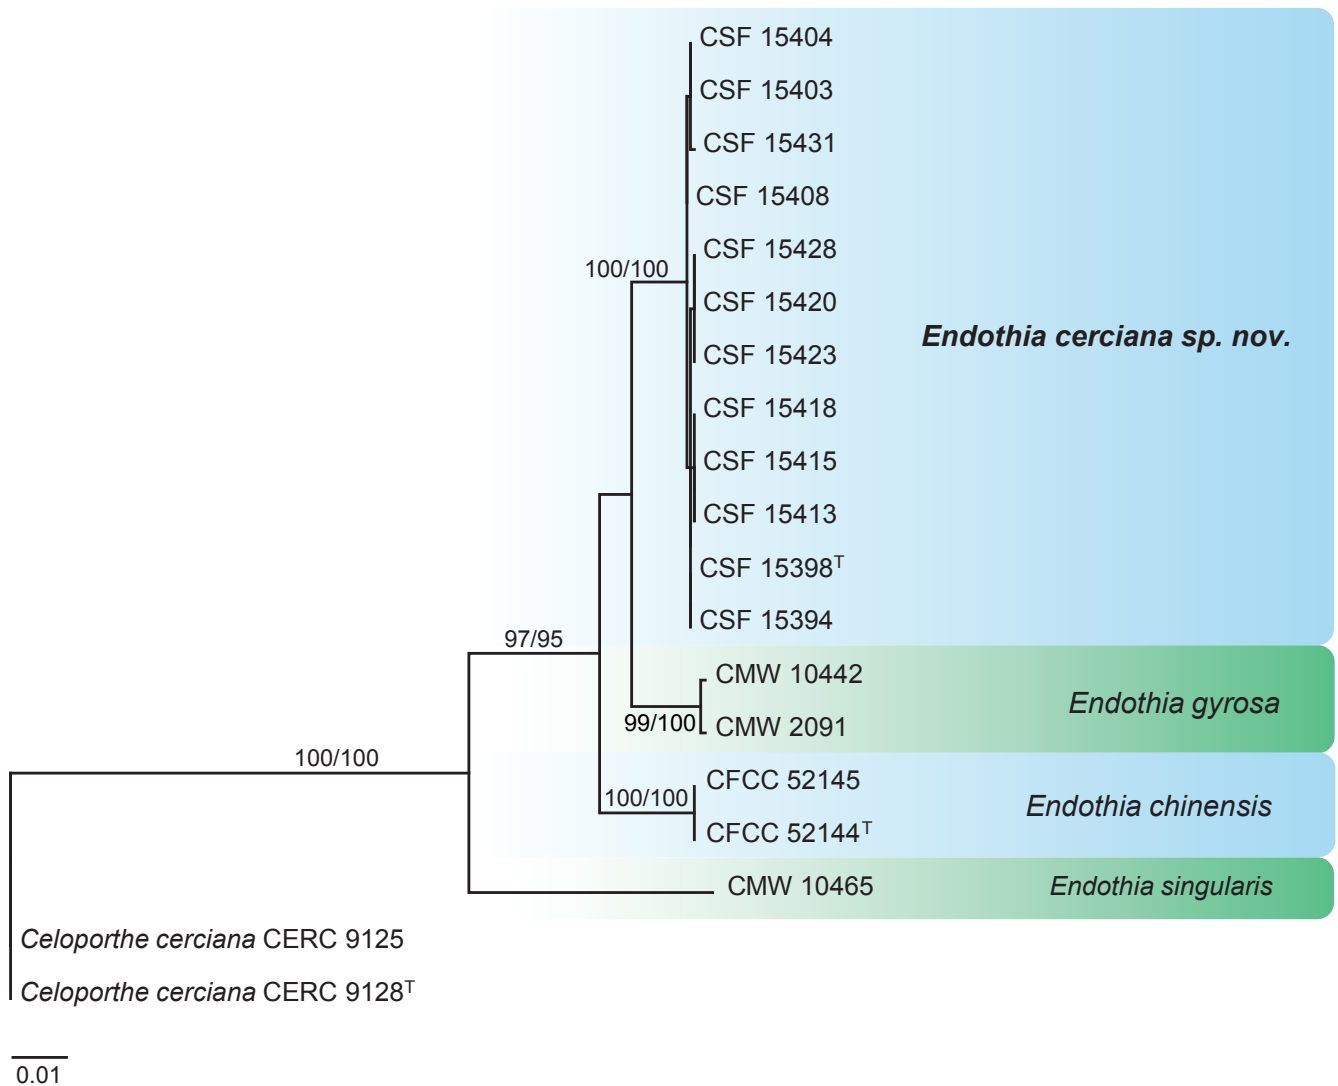 CSF 15404
CSF 15403
CSF 15431
CSF 15408
CSF 15428
100/100
CSF 15420
Endothia cerciana sp. nov.
CSF 15423
CSF 15418
CSF 15415
CSF 15413
CSF 15398ᵀ
CSF 15394
97/95
CMW 10442
Endothia gyrosa
99/100
CMW 2091
100/100
CFCC 52145
100/100
Endothia chinensis
CFCC 52144ᵀ
CMW 10465
Endothia singularis
Celoporthe cerciana CERC 9125
Celoporthe cerciana CERC 9128ᵀ
0.01